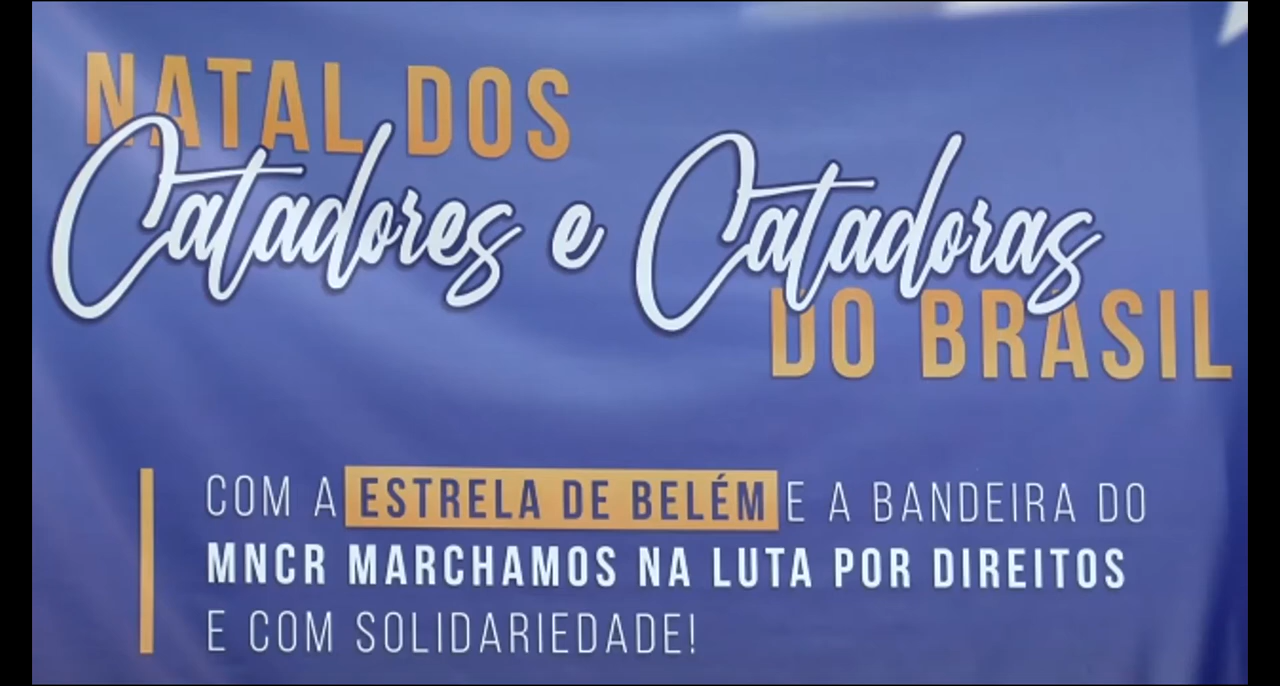 NATAL DOS
Catadores e Catadoras
DO BRASIL
COM A ESTRELA DE BELÉM E A BANDEIRA DO
MNCR MARCHAMOS NA LUTA POR DIREITOS
E COM SOLIDARIEDADE!